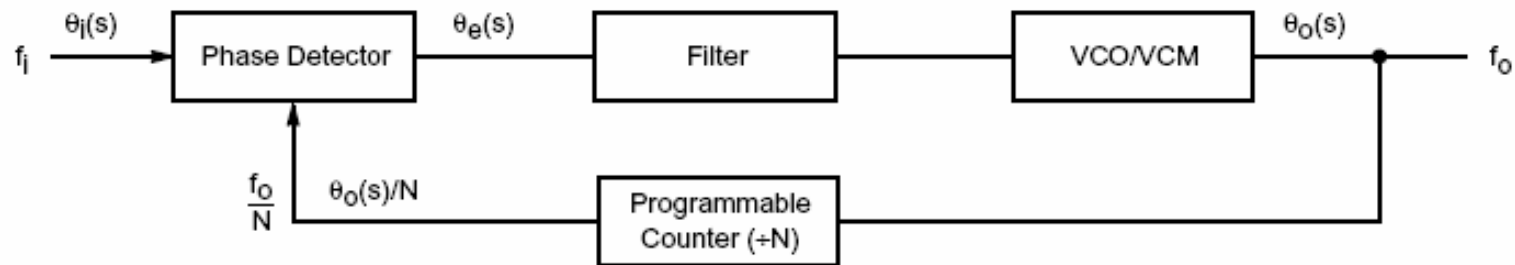 fi
θi(s)
Phase Detector
θe(s)
Filter
VCO/VCM
θo(s)
fo
fo
N
θo(s)/N
Programmable
Counter (÷N)